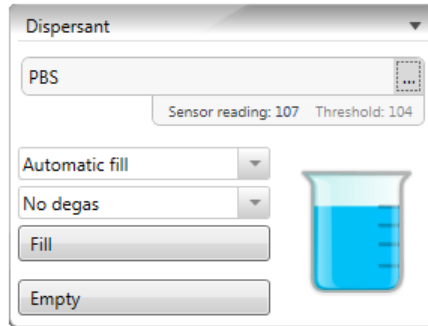 Dispersant
PBS
...
Sensor reading: 107 Threshold: 104
Automatic fill
No degas
Fill
Empty